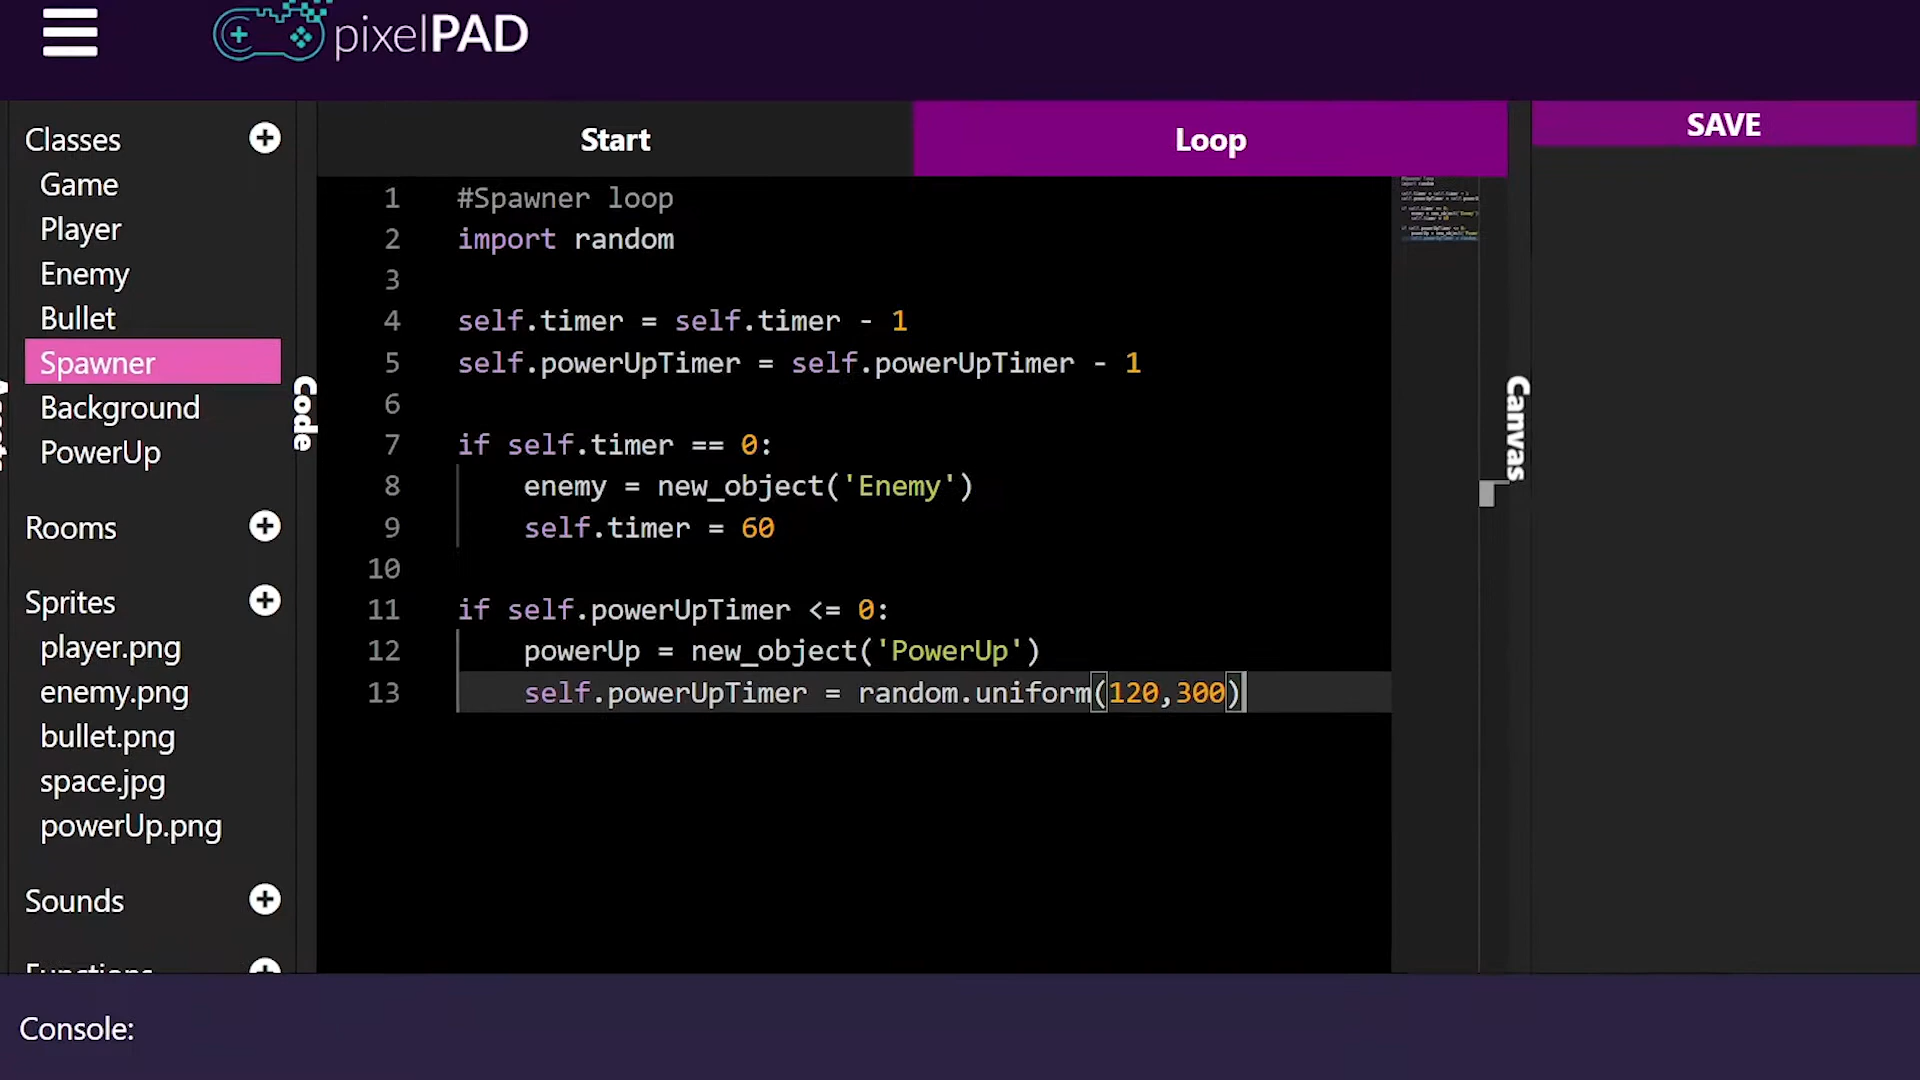 pixelPAD
Classes
Game
Player
Enemy
Bullet
Spawner
Background
PowerUp
Rooms
Sprites
player.png
enemy.png
bullet.png
space.jpg
powerUp.png
Sounds
Functions
Code
Start
Loop
1 #Spawner loop
2 import random
3
4 self.timer = self.timer - 1
5 self.powerUpTimer = self.powerUpTimer - 1
6
7 if self.timer == 0:
8 enemy = new_object('Enemy')
9 self.timer = 60
10
11 if self.powerUpTimer <= 0:
12 powerUp = new_object('PowerUp')
13 self.powerUpTimer = random.uniform(120,300)
Canvas
SAVE
Console: